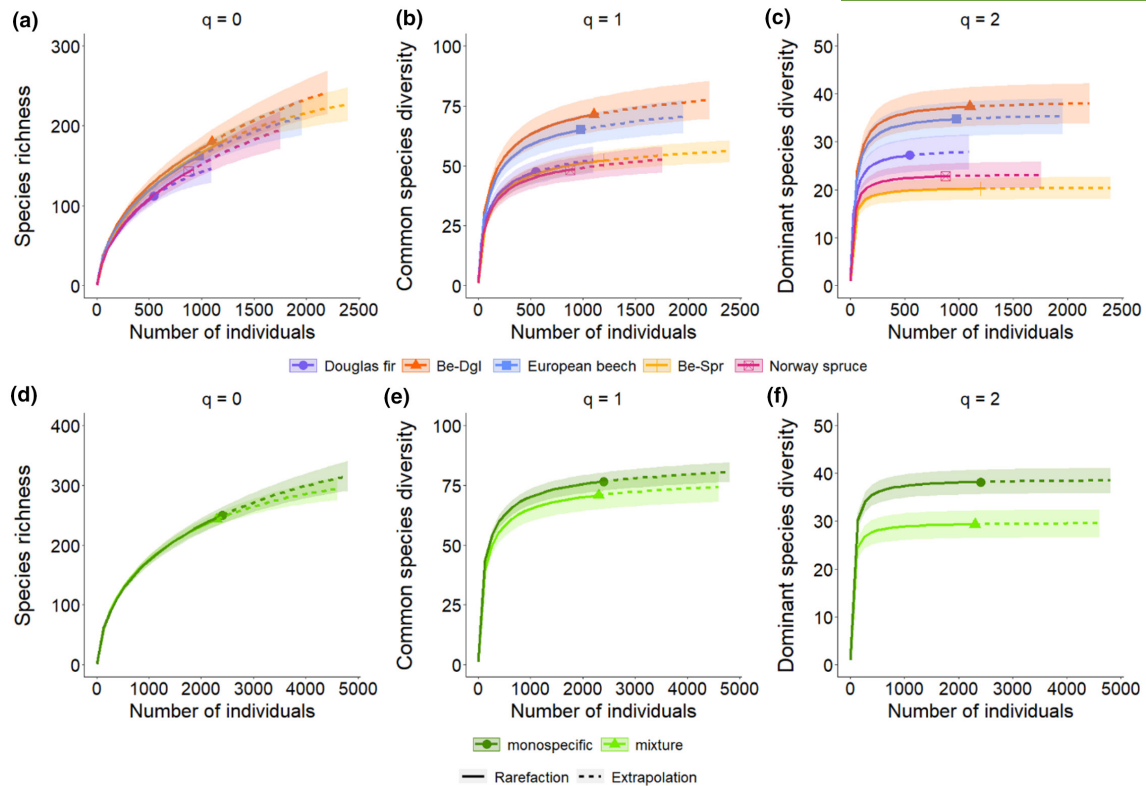 (a) q = 0
Species richness
300
200
100
0
0 500 1000 1500 2000 2500
Number of individuals
(b) q = 1
Common species diversity
100
75
50
25
0
0 500 1000 1500 2000 2500
Number of individuals
(c) q = 2
Dominant species diversity
50
40
30
20
10
0
0 500 1000 1500 2000 2500
Number of individuals
Douglas fir Be-Dgl European beech Be-Spr Norway spruce
(d) q = 0
Species richness
400
300
200
100
0
0 1000 2000 3000 4000 5000
Number of individuals
(e) q = 1
Common species diversity
100
75
50
25
0
0 1000 2000 3000 4000 5000
Number of individuals
(f) q = 2
Dominant species diversity
50
40
30
20
10
0
0 1000 2000 3000 4000 5000
Number of individuals
monospecific mixture
Rarefaction Extrapolation